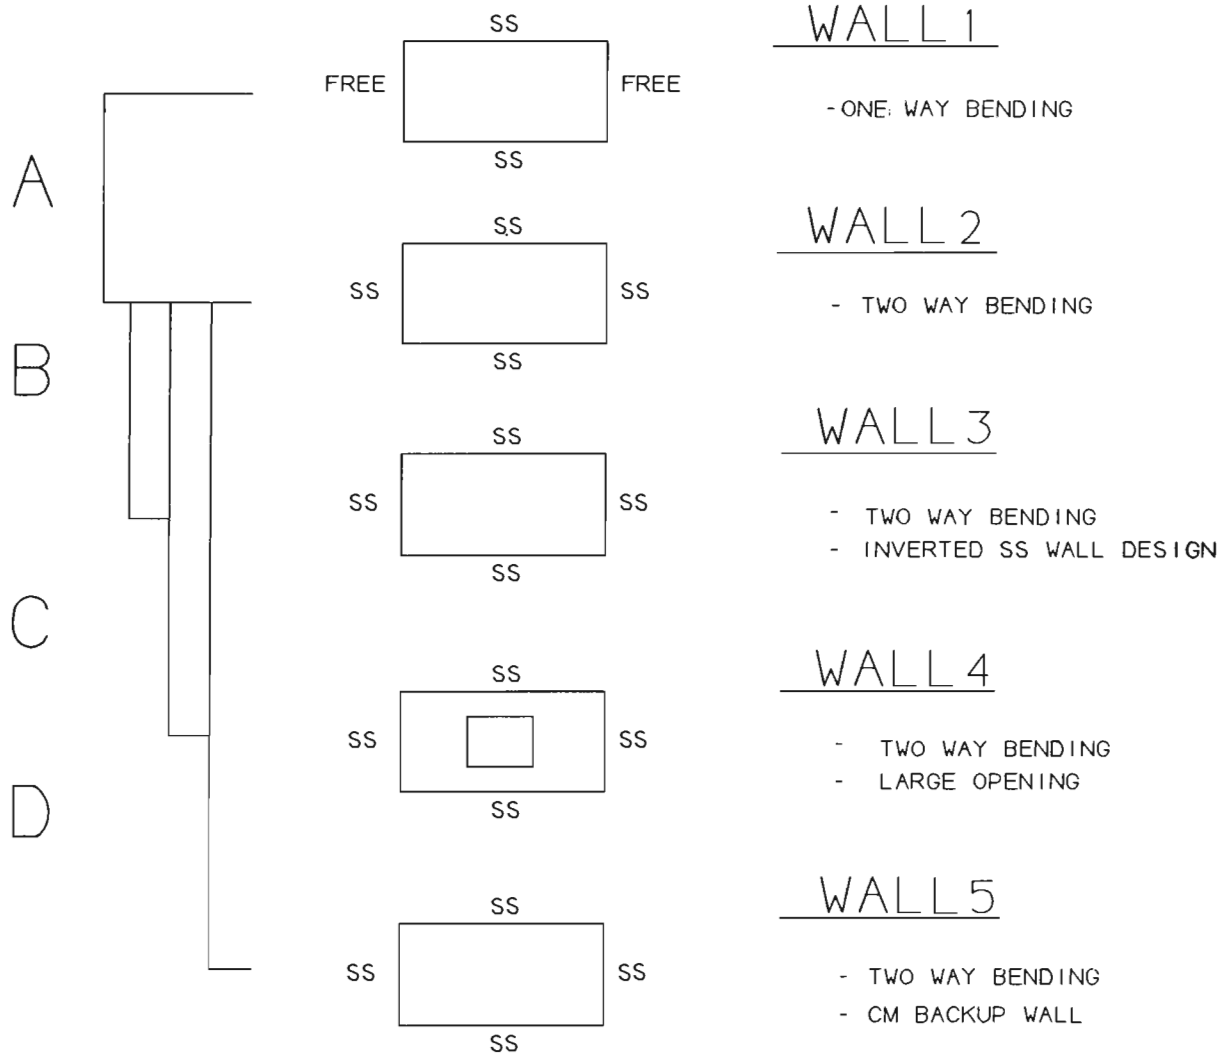 SS
WALL 1
FREE
FREE
- ONE WAY BENDING
SS
A
SS
WALL 2
SS
SS
- TWO WAY BENDING
SS
B
SS
WALL 3
SS
SS
- TWO WAY BENDING
- INVERTED SS WALL DESIGN
SS
C
SS
WALL 4
SS
SS
- TWO WAY BENDING
- LARGE OPENING
SS
D
SS
WALL 5
SS
SS
- TWO WAY BENDING
- CM BACKUP WALL
SS